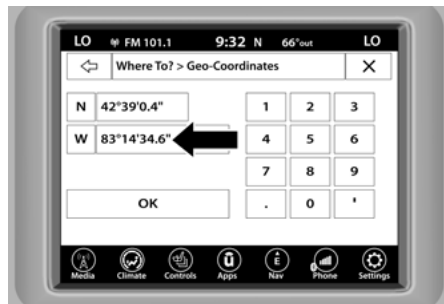 LO FM 101.1 9:32 N 66°out LO
Where To? > Geo-Coordinates X
N 42°39'0.4" 1 2 3
W 83°14'34.6" 4 5 6
7 8 9
OK . 0 '
Media Climate Controls Apps Nav Phone Settings